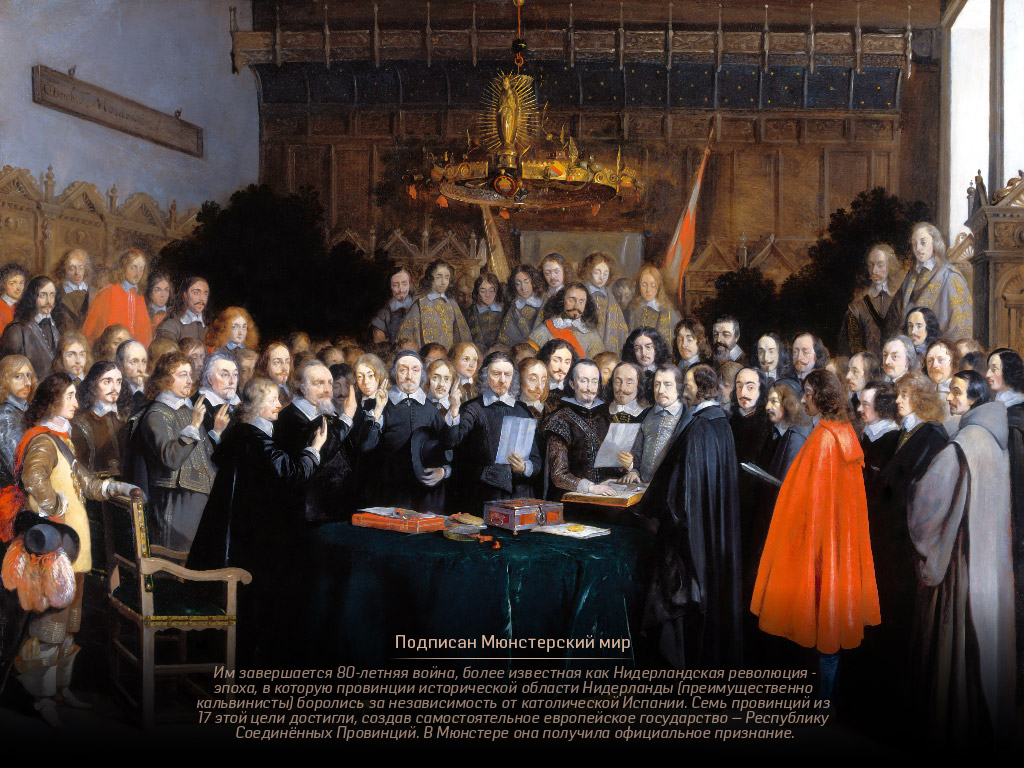 Подписан Мюнстерский мир
Им завершается 80-летняя война, более известная как Нидерландская революция -
эпоха, в которую провинции исторической области Нидерланды (преимущественно
кальвинисты) боролись за независимость от католической Испании. Семь провинций из
17 этой цели достигли, создав самостоятельное европейское государство — Республику
Соединённых Провинций. В Мюнстере она получила официальное признание.